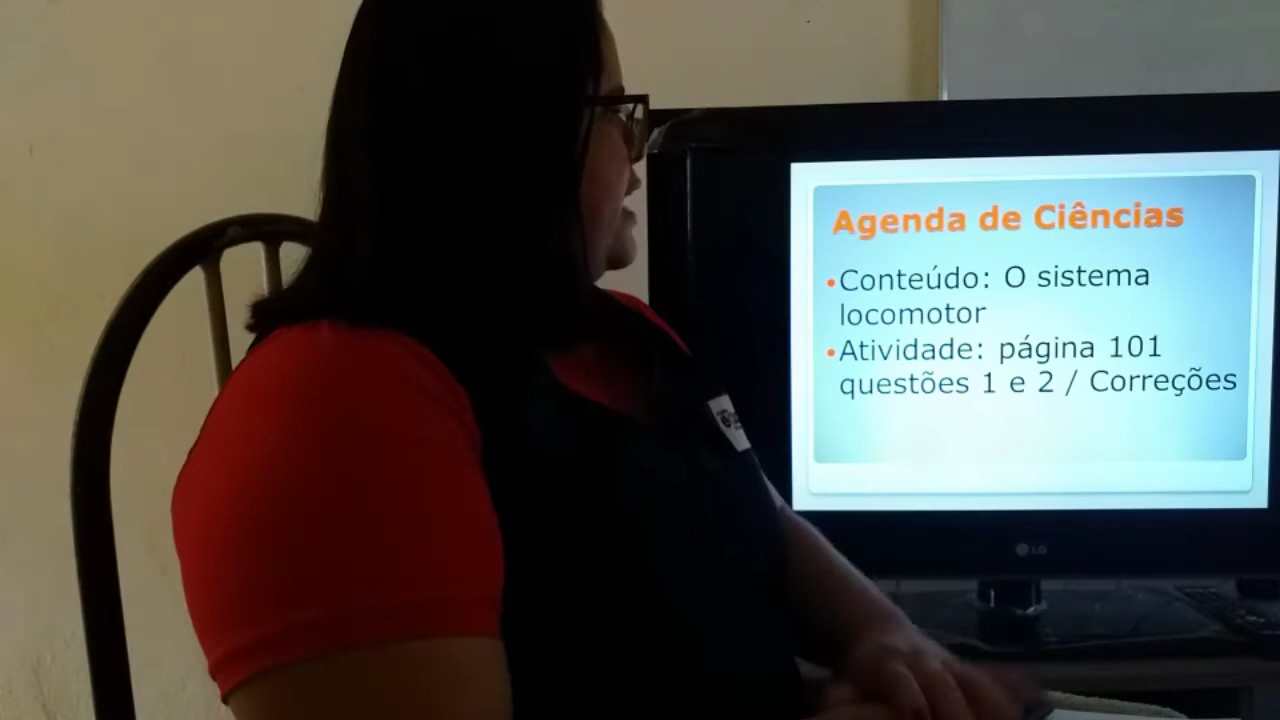 Agenda de Ciências
•Conteúdo: O sistema
locomotor
•Atividade: página 101
questões 1 e 2 / Correções
LG